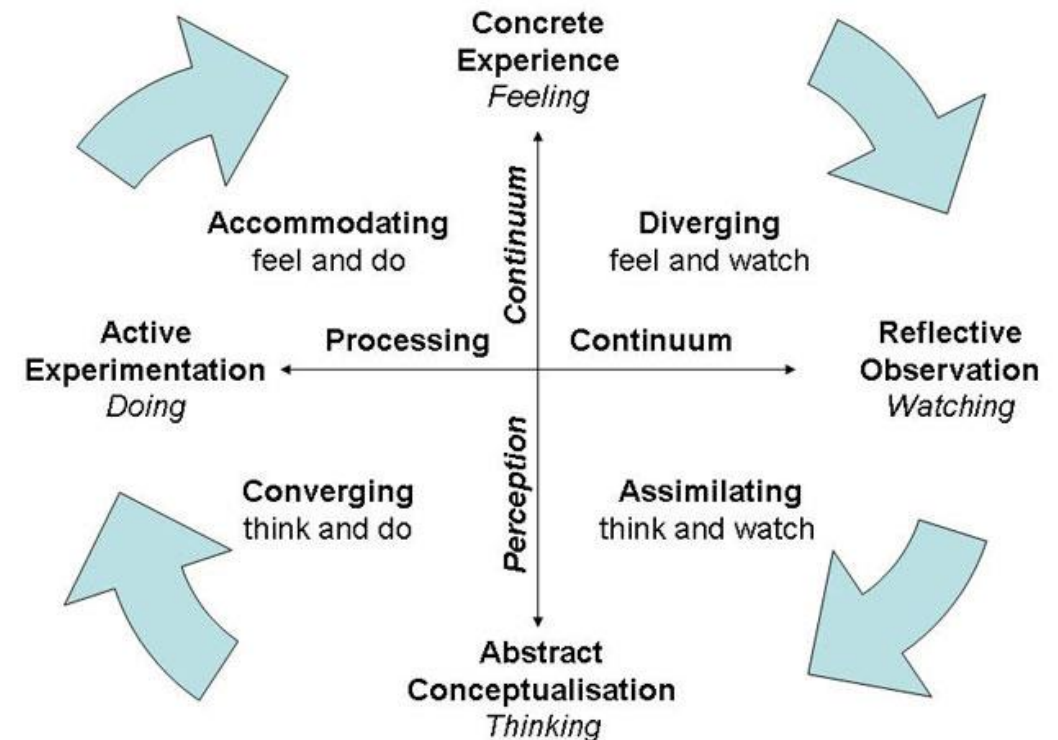 Concrete
Experience
Feeling
Accommodating
feel and do
Continuum
Diverging
feel and watch
Active
Experimentation
Doing
Processing
Continuum
Reflective
Observation
Watching
Converging
think and do
Perception
Assimilating
think and watch
Abstract
Conceptualisation
Thinking